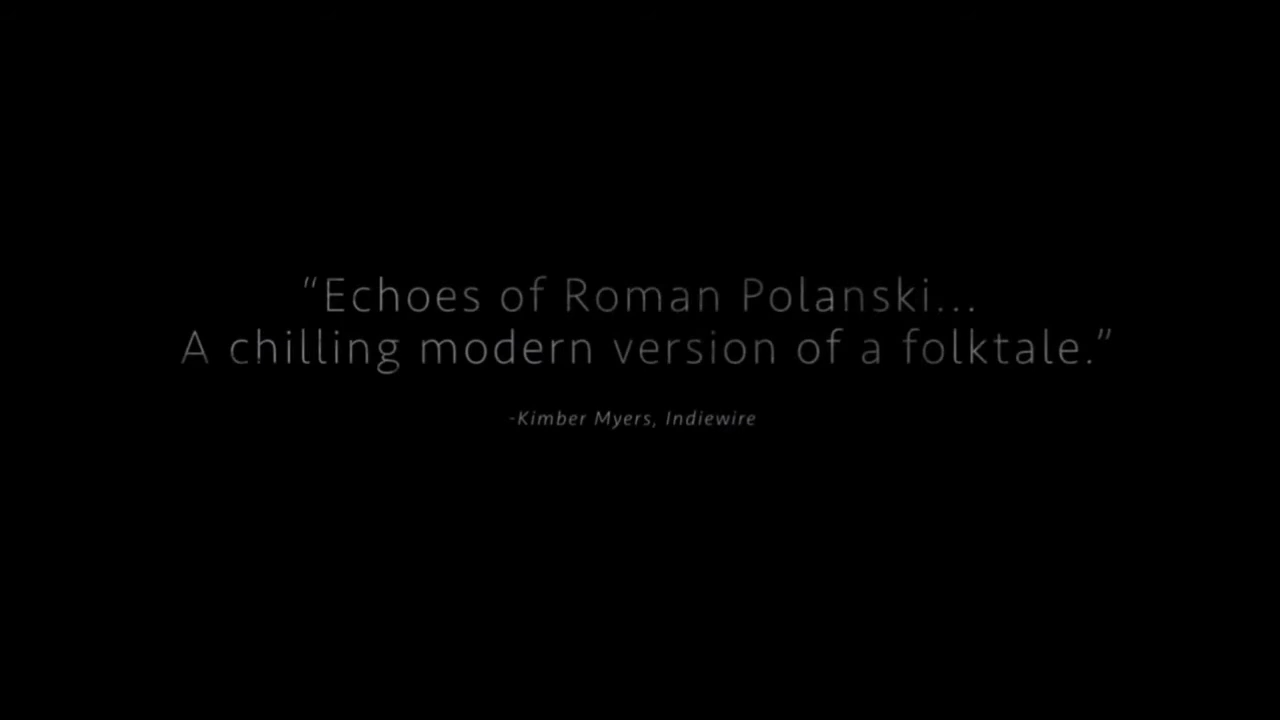 “Echoes of Roman Polanski...
A chilling modern version of a folktale.”
-Kimber Myers, Indiewire